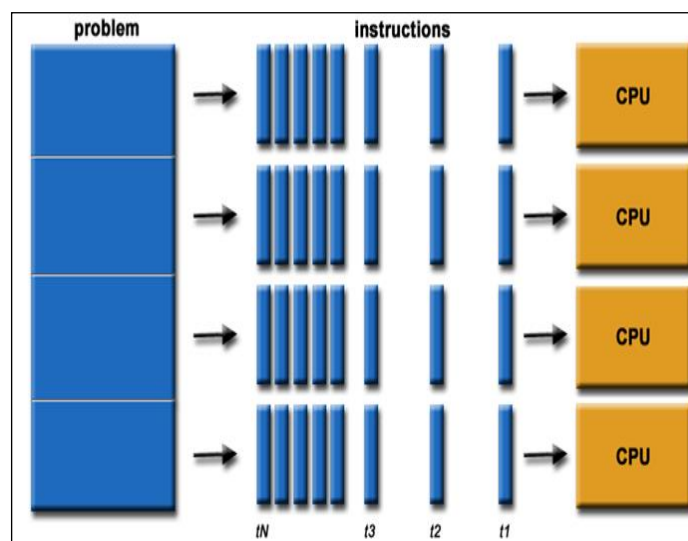 problem
instructions
CPU
CPU
CPU
CPU
tN t3 t2 t1